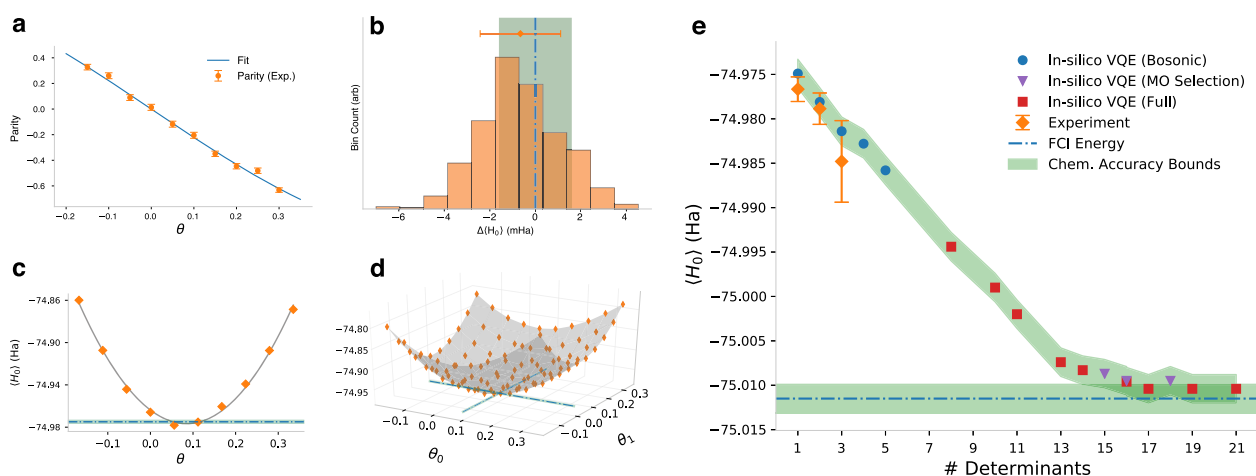 a
Parity
0.4
0.2
0.0
−0.2
−0.4
−0.6
Fit
Parity (Exp.)
−0.2
−0.1
0.0
0.1
0.2
0.3
θ
b
Bin Count (arb)
−6
−4
−2
0
2
4
Δ⟨H₀⟩ (mHa)
c
⟨H₀⟩ (Ha)
−74.86
−74.90
−74.94
−74.98
−0.1
0.0
0.1
0.2
0.3
θ
d
−74.80
−74.85
−74.90
−74.95
−0.1
0.0
0.1
0.2
0.3
θ₀
−0.1
0.0
0.1
0.2
0.3
θ₁
e
⟨H₀⟩ (Ha)
−74.975
−74.980
−74.985
−74.990
−74.995
−75.000
−75.005
−75.010
−75.015
In-silico VQE (Bosonic)
In-silico VQE (MO Selection)
In-silico VQE (Full)
Experiment
FCI Energy
Chem. Accuracy Bounds
1 3 5 7 9 11 13 15 17 19 21
# Determinants